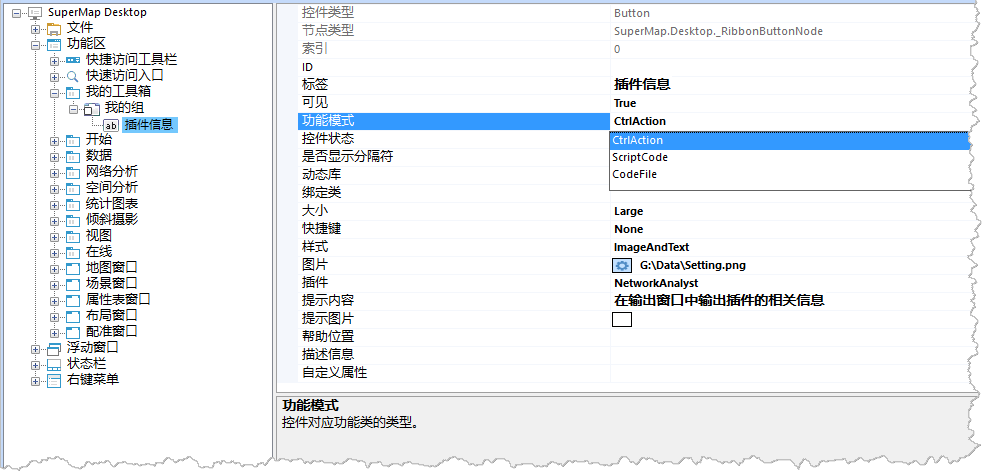 SuperMap Desktop
文件
功能区
快捷访问工具栏
快速访问入口
我的工具箱
我的组
ab 插件信息
开始
数据
网络分析
空间分析
统计图表
倾斜摄影
视图
在线
地图窗口
场景窗口
属性表窗口
布局窗口
配准窗口
浮动窗口
状态栏
右键菜单
控件类型 Button
节点类型 SuperMap.Desktop._RibbonButtonNode
索引 0
ID
标签 插件信息
可见 True
功能模式 CtrlAction
控件状态 CtrlAction
是否显示分隔符 ScriptCode
动态库 CodeFile
绑定类
大小 Large
快捷键 None
样式 ImageAndText
图片 G:\Data\Setting.png
插件 NetworkAnalyst
提示内容 在输出窗口中输出插件的相关信息
提示图片
帮助位置
描述信息
自定义属性
功能模式
控件对应功能类的类型。